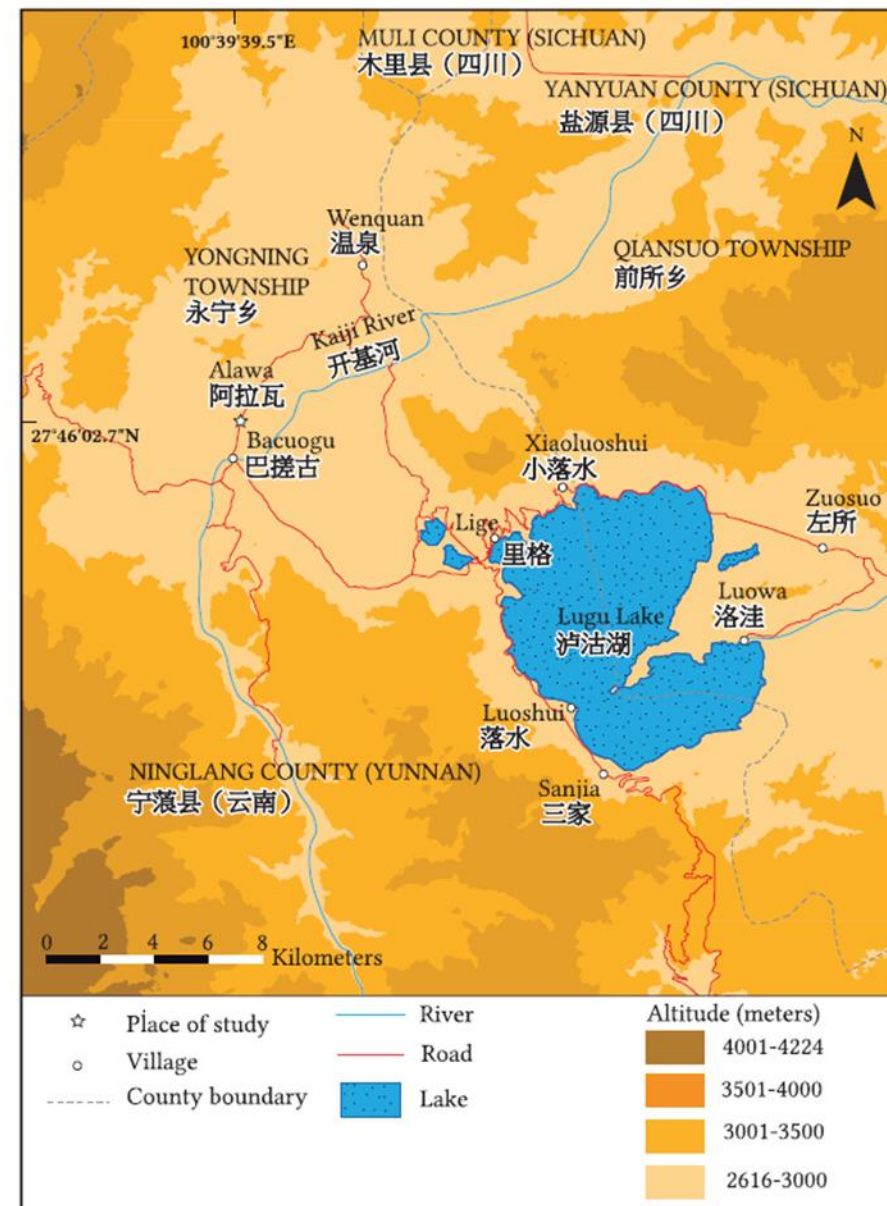 100°39'39.5"E
MULI COUNTY (SICHUAN)
木里县（四川）
YANYUAN COUNTY (SICHUAN)
盐源县（四川）
N
Wenquan
温泉
YONGNING
TOWNSHIP
永宁乡
QIANSUO TOWNSHIP
前所乡
Kaiji River
开基河
Alawa
阿拉瓦
27°46'02.7"N
Bacuogu
巴搓古
Xiaoluoshui
小落水
Zuosuo
左所
Lige
里格
Luowa
洛洼
Lugu Lake
泸沽湖
Luoshui
落水
NINGLANG COUNTY (YUNNAN)
宁蒗县（云南）
Sanjia
三家
0 2 4 6 8
Kilometers
Place of study
Village
County boundary
River
Road
Lake
Altitude (meters)
4001-4224
3501-4000
3001-3500
2616-3000